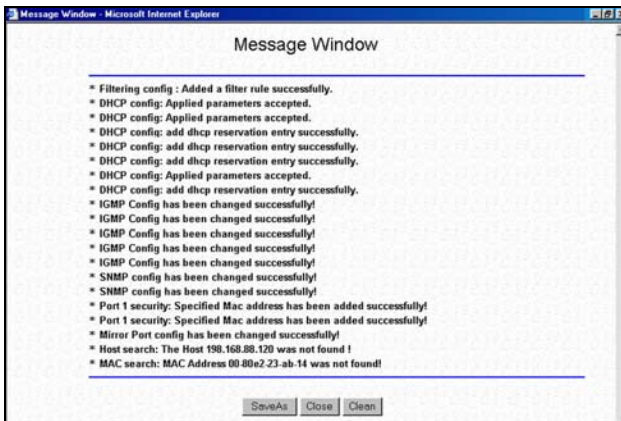 Message Window - Microsoft Internet Explorer
Message Window
* Filtering config : Added a filter rule successfully.
* DHCP config: Applied parameters accepted.
* DHCP config: Applied parameters accepted.
* DHCP config: add dhcp reservation entry successfully.
* DHCP config: add dhcp reservation entry successfully.
* DHCP config: add dhcp reservation entry successfully.
* DHCP config: Applied parameters accepted.
* DHCP config: add dhcp reservation entry successfully.
* IGMP Config has been changed successfully!
* IGMP Config has been changed successfully!
* IGMP Config has been changed successfully!
* IGMP Config has been changed successfully!
* IGMP Config has been changed successfully!
* SNMP config has been changed successfully!
* SNMP config has been changed successfully!
* Port 1 security: Specified Mac address has been added successfully!
* Port 1 security: Specified Mac address has been added successfully!
* Mirror Port config has been changed successfully!
* Host search: The Host 198.168.88.120 was not found !
* MAC search: MAC Address 00-80e2-23-ab-14 was not found!
SaveAs Close Clean